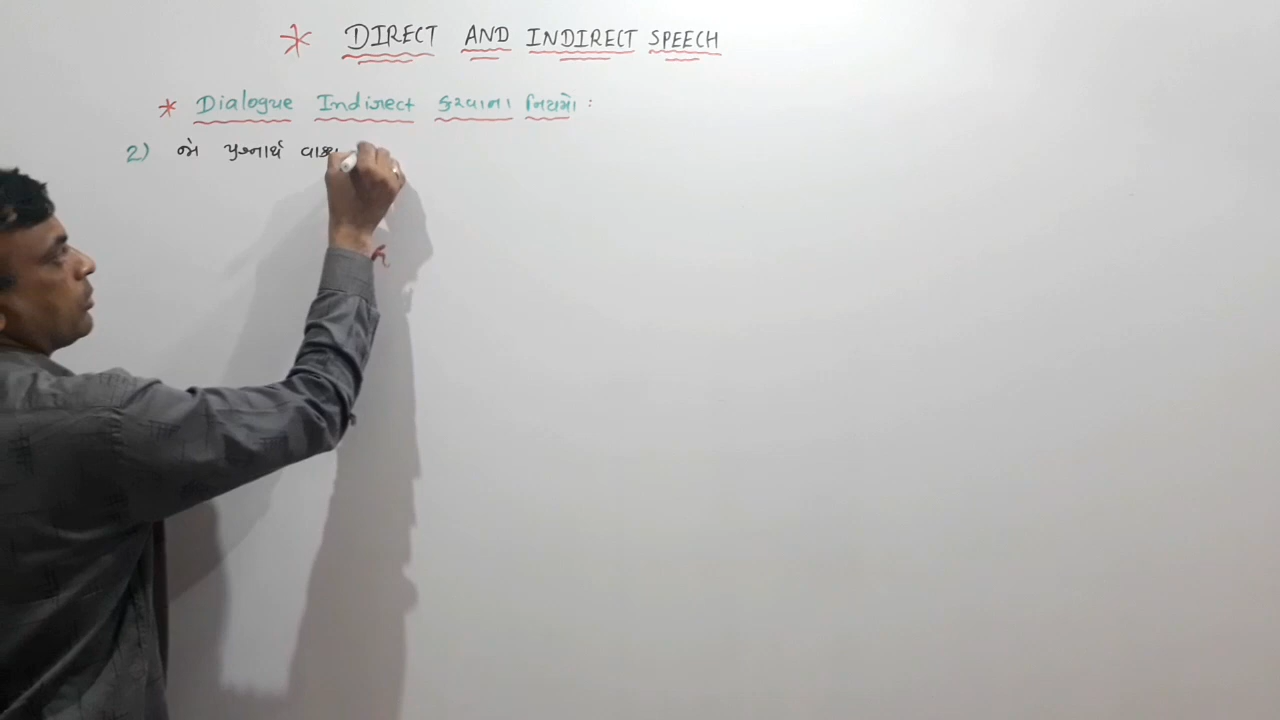 * DIRECT AND INDIRECT SPEECH
* Dialogue Indirect કરવાના નિયમો :
2) જો પ્રશ્નાર્થ વાક્ય